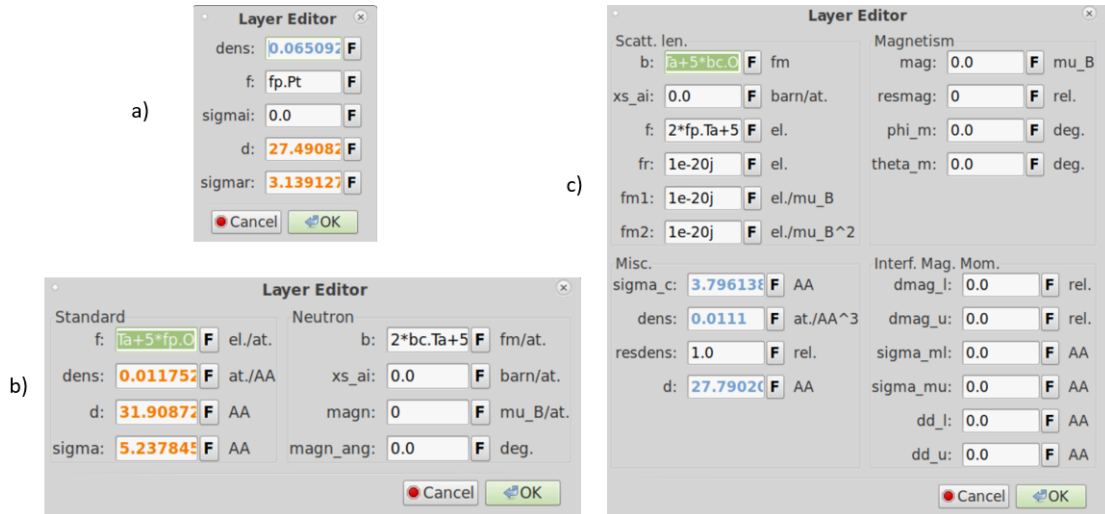 a)
Layer Editor
dens: 0.065092 F
f: fp.Pt F
sigmai: 0.0 F
d: 27.49082 F
sigmar: 3.139127 F
Cancel OK
b)
Layer Editor
Standard Neutron
f: Ta+5*fp.O F el./at. b: 2*bc.Ta+5 F fm/at.
dens: 0.011752 F at./AA xs_ai: 0.0 F barn/at.
d: 31.90872 F AA magn: 0 F mu_B/at.
sigma: 5.237845 F AA magn_ang: 0.0 F deg.
Cancel OK
c)
Layer Editor
Scatt. len. Magnetism
b: Ta+5*bc.O F fm mag: 0.0 F mu_B
xs_ai: 0.0 F barn/at. resmag: 0 F rel.
f: 2*fp.Ta+5 F el. phi_m: 0.0 F deg.
fr: 1e-20j F el. theta_m: 0.0 F deg.
fm1: 1e-20j F el./mu_B
fm2: 1e-20j F el./mu_B^2
Misc. Interf. Mag. Mom.
sigma_c: 3.796138 F AA dmag_l: 0.0 F rel.
dens: 0.0111 F at./AA^3 dmag_u: 0.0 F rel.
resdens: 1.0 F rel. sigma_ml: 0.0 F AA
d: 27.79020 F AA sigma_mu: 0.0 F AA
dd_l: 0.0 F AA
dd_u: 0.0 F AA
Cancel OK